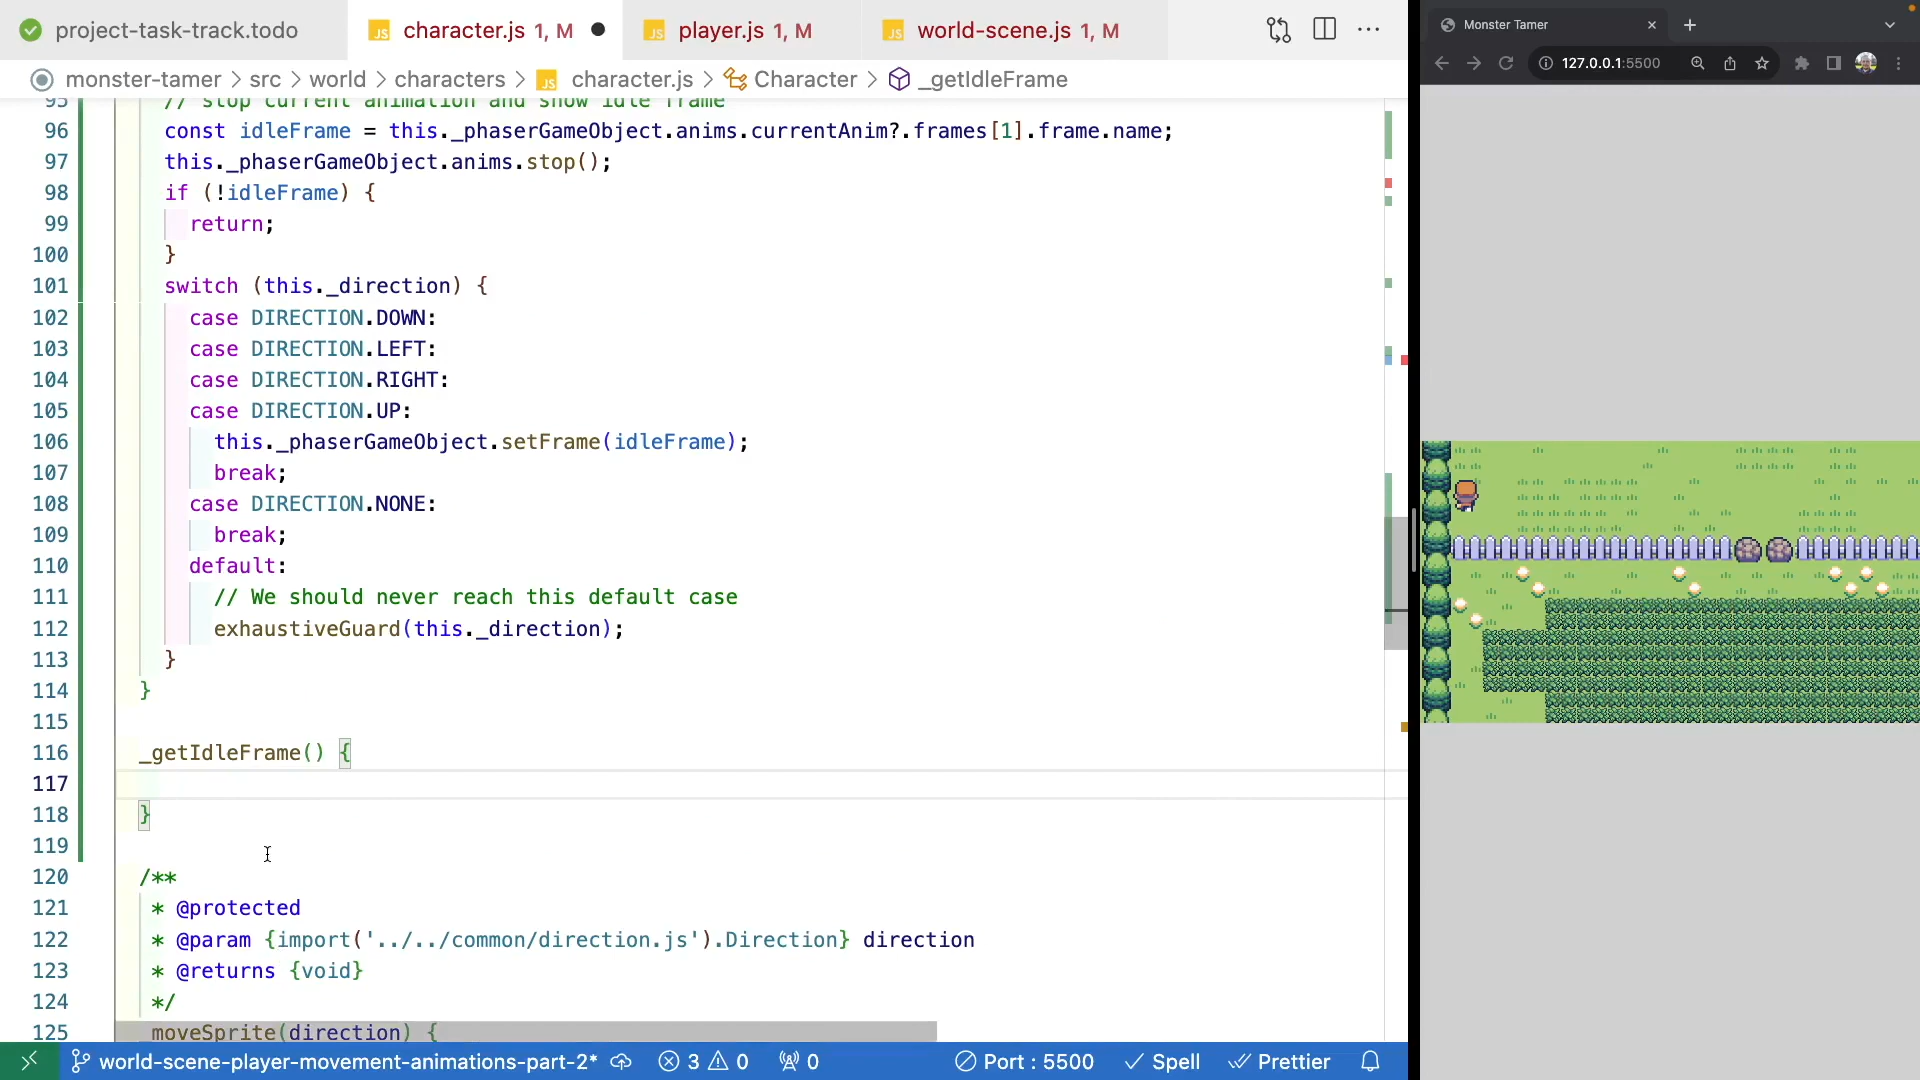 project-task-track.todo
JS character.js 1, M
JS player.js 1, M
JS world-scene.js 1, M
Monster Tamer
127.0.0.1:5500
monster-tamer > src > world > characters > JS character.js > Character > _getIdleFrame
95 // stop current animation and show idle frame
96 const idleFrame = this._phaserGameObject.anims.currentAnim?.frames[1].frame.name;
97 this._phaserGameObject.anims.stop();
98 if (!idleFrame) {
99 return;
100 }
101 switch (this._direction) {
102 case DIRECTION.DOWN:
103 case DIRECTION.LEFT:
104 case DIRECTION.RIGHT:
105 case DIRECTION.UP:
106 this._phaserGameObject.setFrame(idleFrame);
107 break;
108 case DIRECTION.NONE:
109 break;
110 default:
111 // We should never reach this default case
112 exhaustiveGuard(this._direction);
113 }
114 }
115
116 _getIdleFrame() {
117
118 }
119
120 /**
121 * @protected
122 * @param {import('../../common/direction.js').Direction} direction
123 * @returns {void}
124 */
125 _moveSprite(direction) {
world-scene-player-movement-animations-part-2* 3 0 0 Port : 5500 Spell Prettier